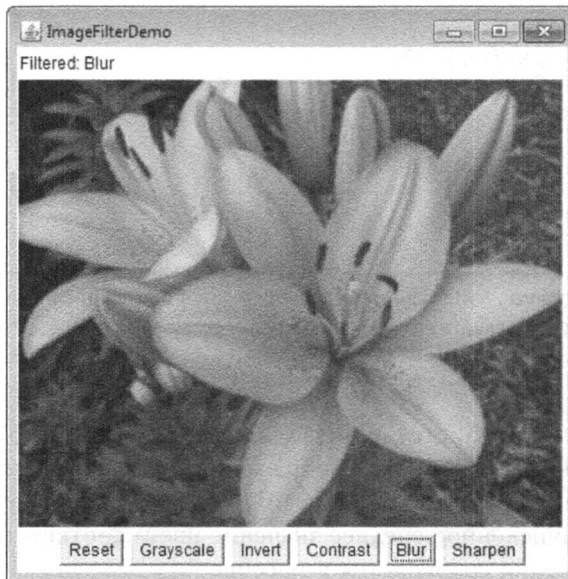 ImageFilterDemo
Filtered: Blur
Reset Grayscale Invert Contrast Blur Sharpen